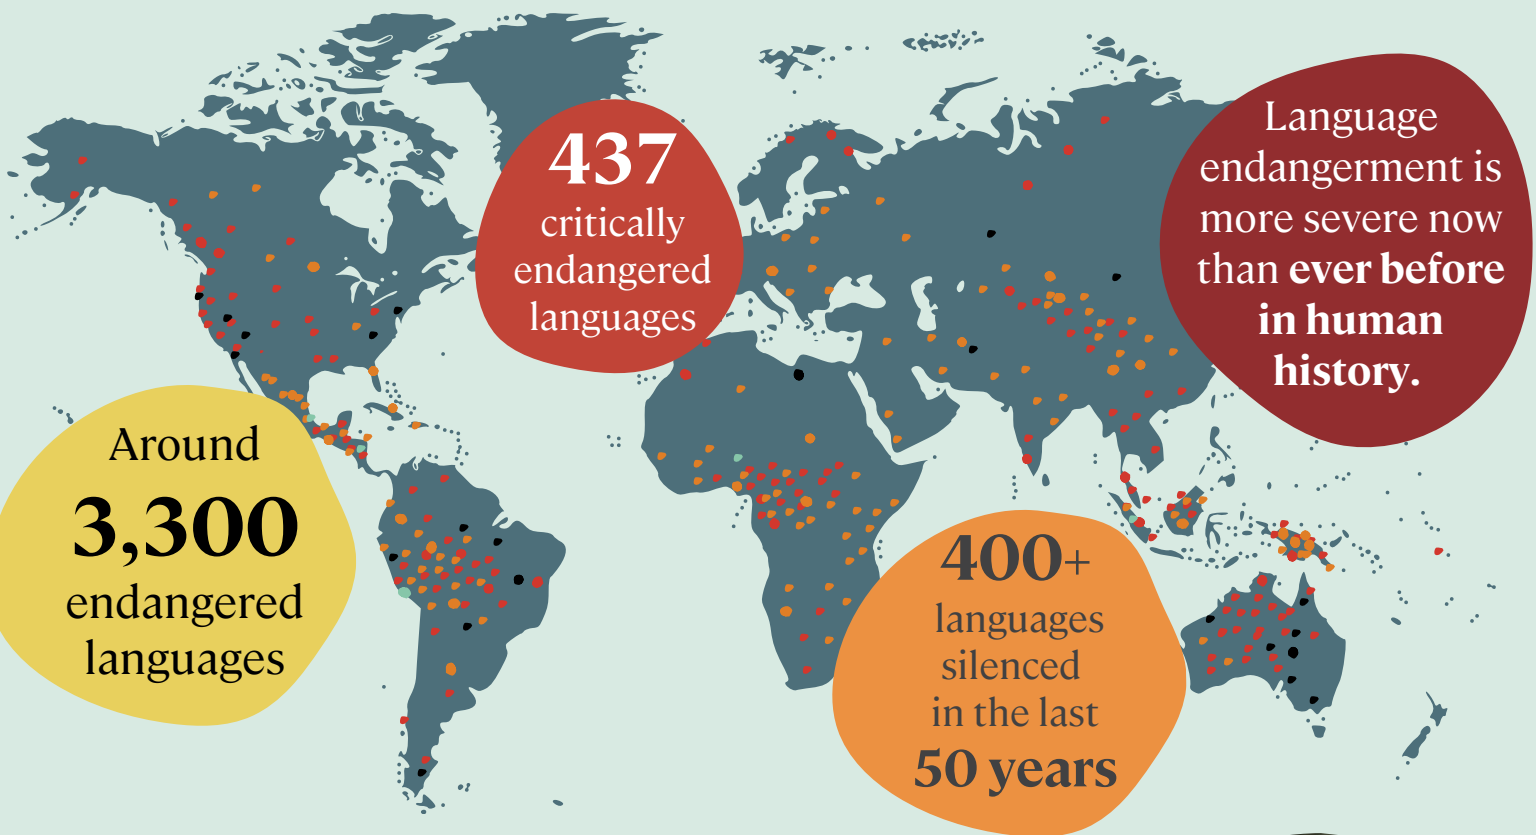 437
critically
endangered
languages
Language
endangerment is
more severe now
than ever before
in human
history.
Around
3,300
endangered
languages
400+
languages
silenced
in the last
50 years